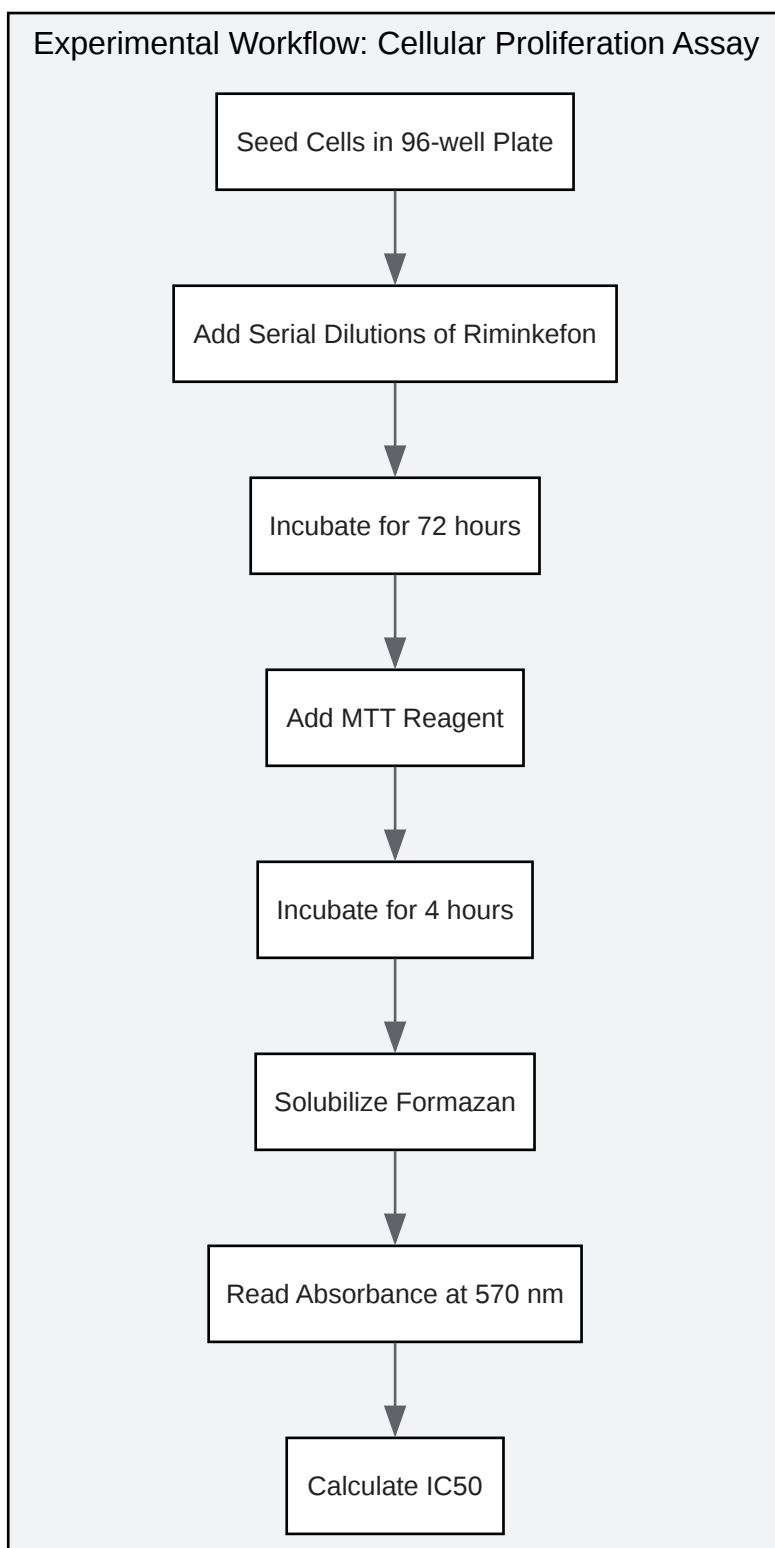 Experimental Workflow: Cellular Proliferation Assay
Seed Cells in 96-well Plate
Add Serial Dilutions of Riminkefon
Incubate for 72 hours
Add MTT Reagent
Incubate for 4 hours
Solubilize Formazan
Read Absorbance at 570 nm
Calculate IC50